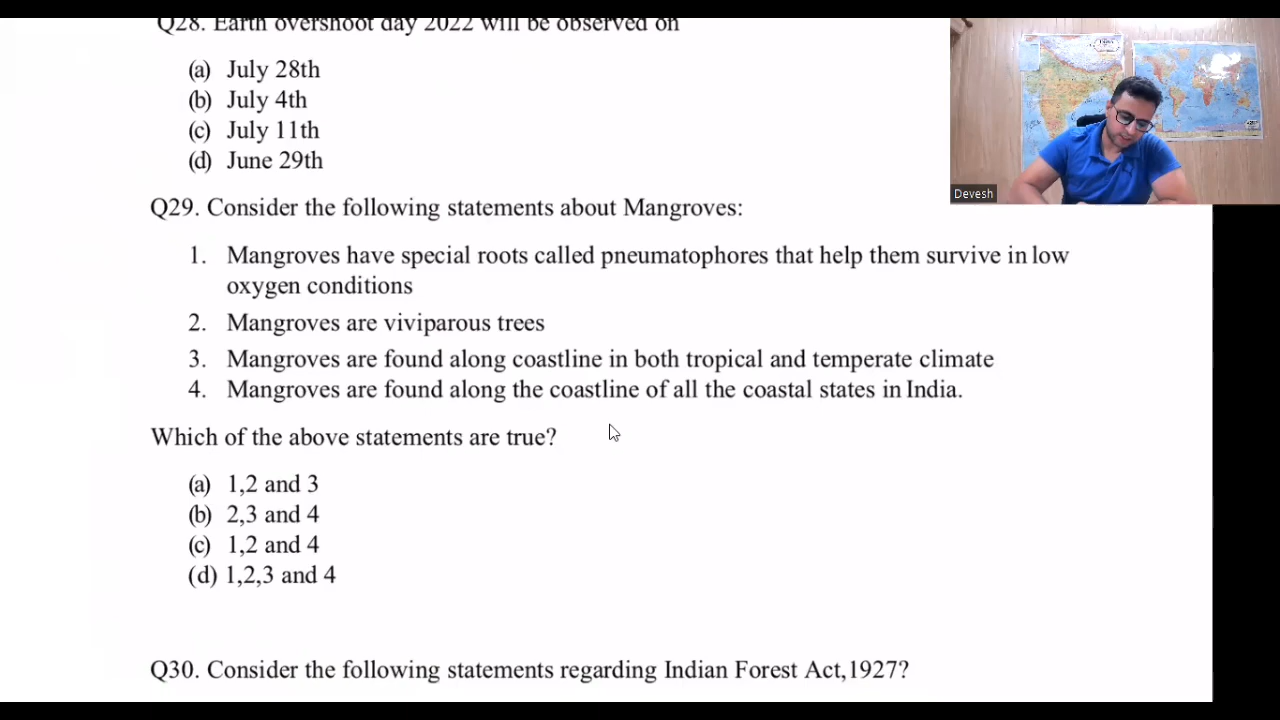 Q28. Earth overshoot day 2022 will be observed on
(a) July 28th
(b) July 4th
(c) July 11th
(d) June 29th
Devesh
Q29. Consider the following statements about Mangroves:
1. Mangroves have special roots called pneumatophores that help them survive in low
oxygen conditions
2. Mangroves are viviparous trees
3. Mangroves are found along coastline in both tropical and temperate climate
4. Mangroves are found along the coastline of all the coastal states in India.
Which of the above statements are true?
(a) 1,2 and 3
(b) 2,3 and 4
(c) 1,2 and 4
(d) 1,2,3 and 4
Q30. Consider the following statements regarding Indian Forest Act,1927?